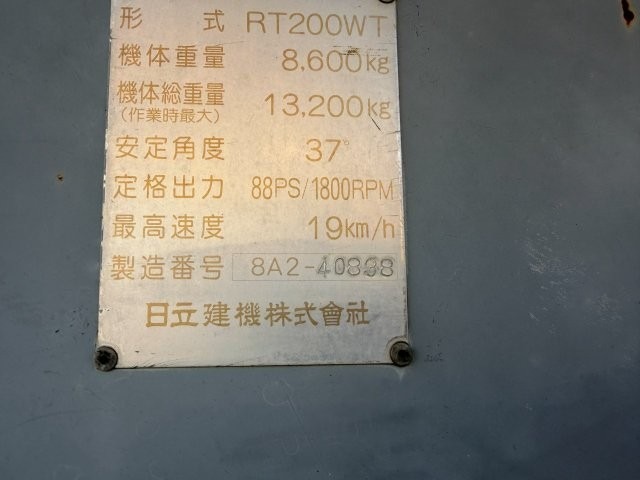 形 式 RT200WT
機体重量 8,600kg
機体総重量 13,200kg
(作業時最大)
安定角度 37°
定格出力 88PS/1800RPM
最高速度 19km/h
製造番号 8A2-40838
日立建機株式會社